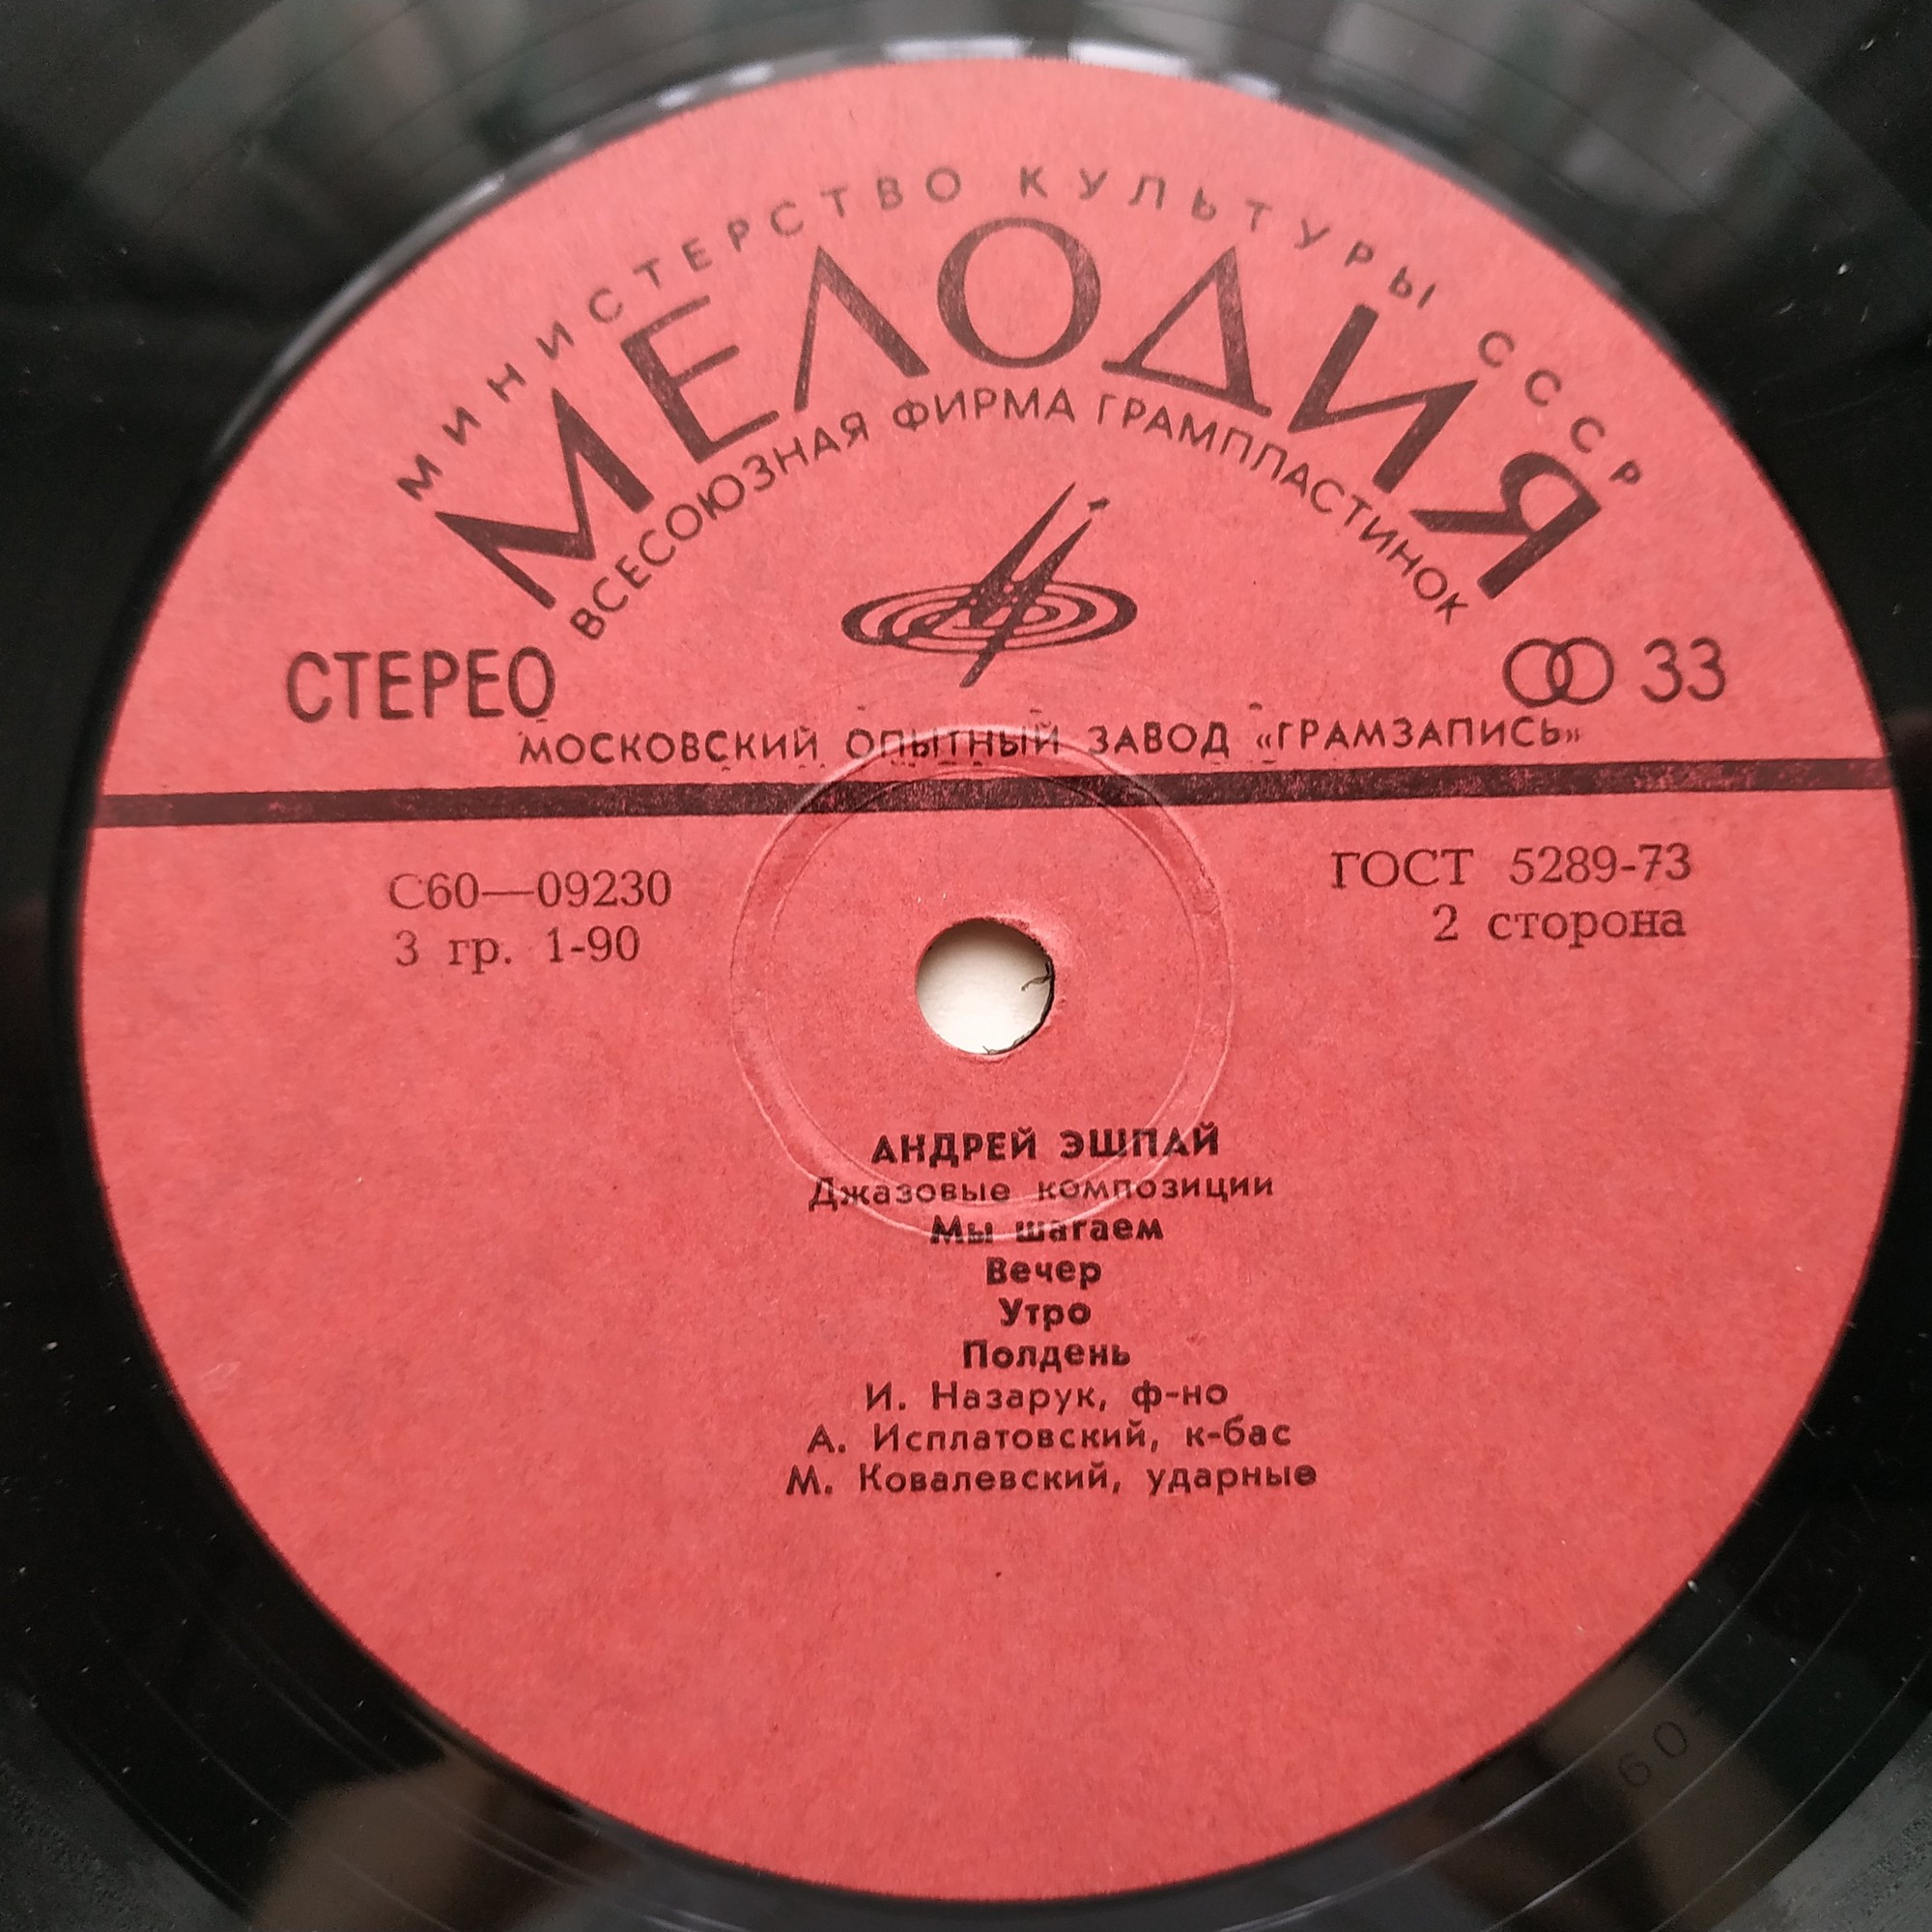 МИНИСТЕРСТВО КУЛЬТУРЫ СССР
МЕЛОДИЯ
ВСЕСОЮЗНАЯ ФИРМА ГРАМПЛАСТИНОК
СТЕРЕО
33
МОСКОВСКИЙ ОПЫТНЫЙ ЗАВОД «ГРАМЗАПИСЬ»
С60—09230
ГОСТ 5289-73
3 гр. 1-90
2 сторона
АНДРЕЙ ЭШПАЙ
Джазовые композиции
Мы шагаем
Вечер
Утро
Полдень
И. Назарук, ф-но
А. Исплатовский, к-бас
М. Ковалевский, ударные